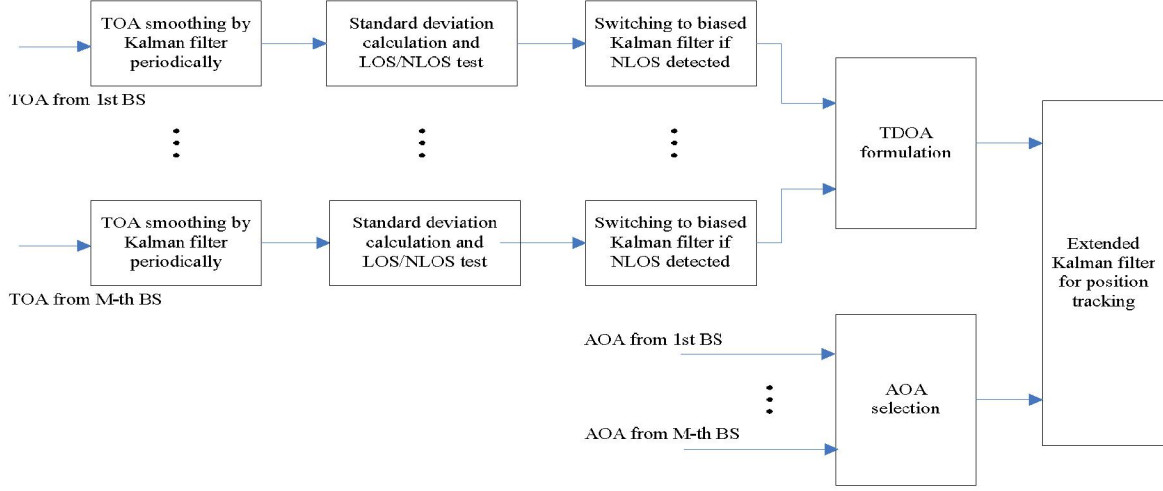 TOA smoothing by
Kalman filter
periodically
Standard deviation
calculation and
LOS/NLOS test
Switching to biased
Kalman filter if
NLOS detected
TOA from 1st BS
TDOA
formulation
TOA smoothing by
Kalman filter
periodically
Standard deviation
calculation and
LOS/NLOS test
Switching to biased
Kalman filter if
NLOS detected
TOA from M-th BS
Extended
Kalman filter
for position
tracking
AOA from 1st BS
AOA
selection
AOA from M-th BS